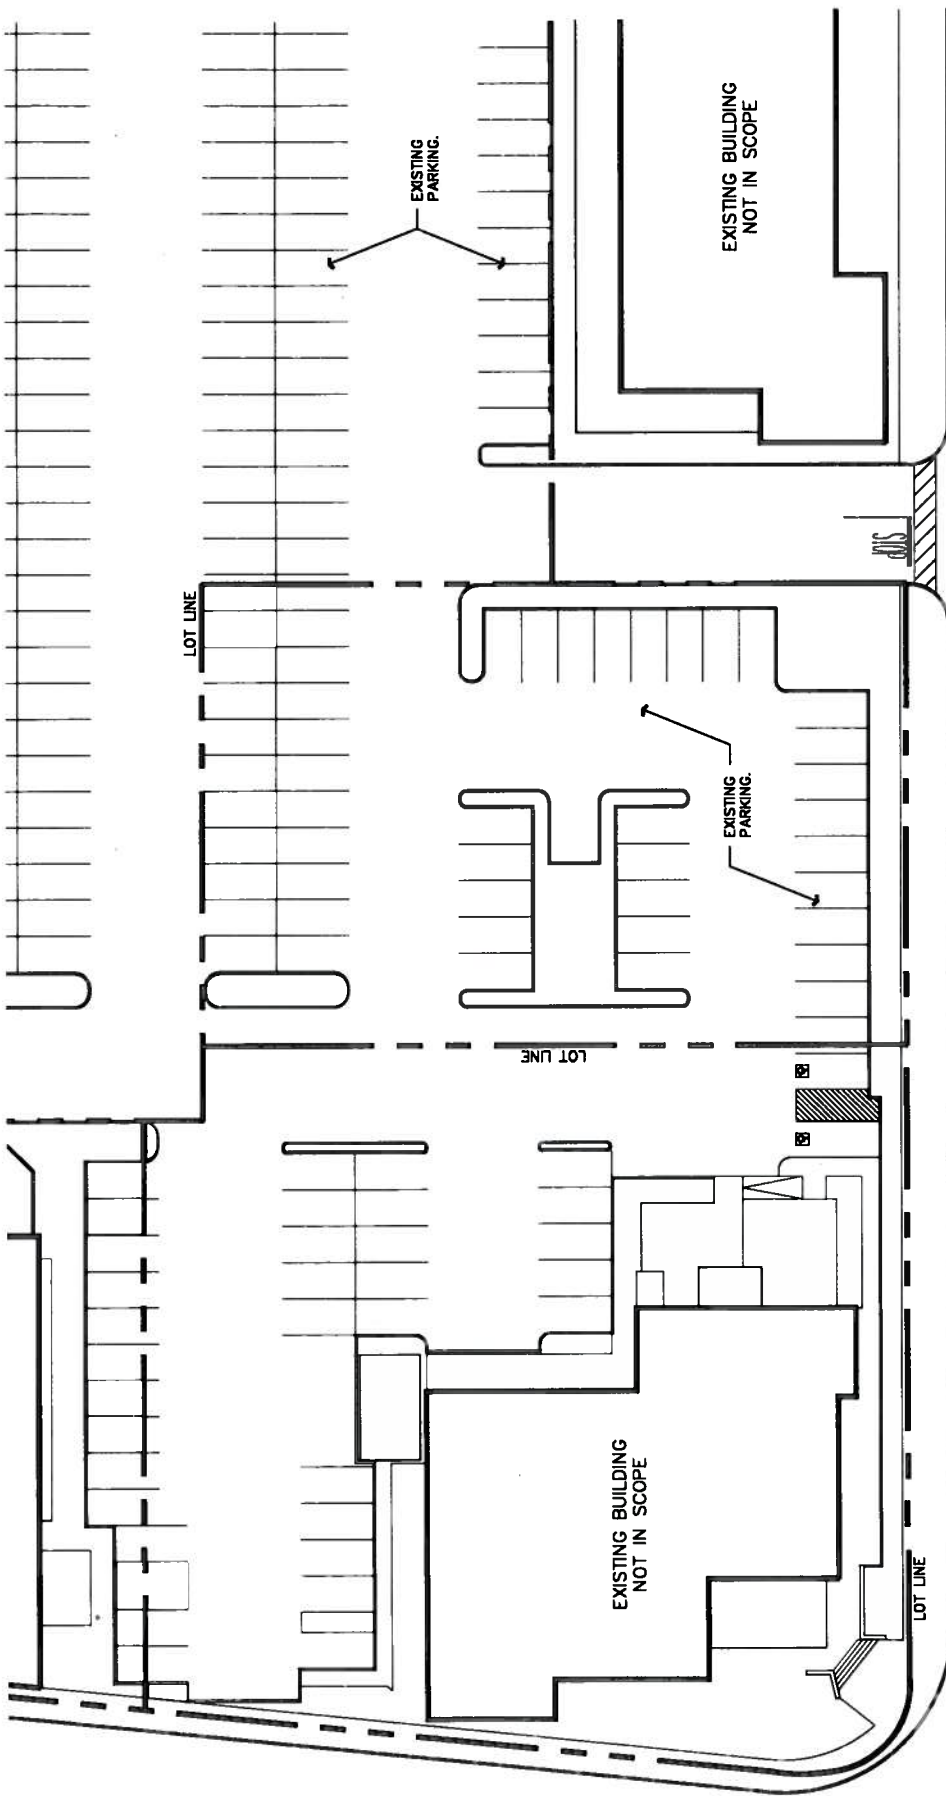 EXISTING
PARKING.
EXISTING BUILDING
NOT IN SCOPE
STOP
LOT LINE
EXISTING
PARKING.
LOT LINE
EXISTING BUILDING
NOT IN SCOPE
LOT LINE